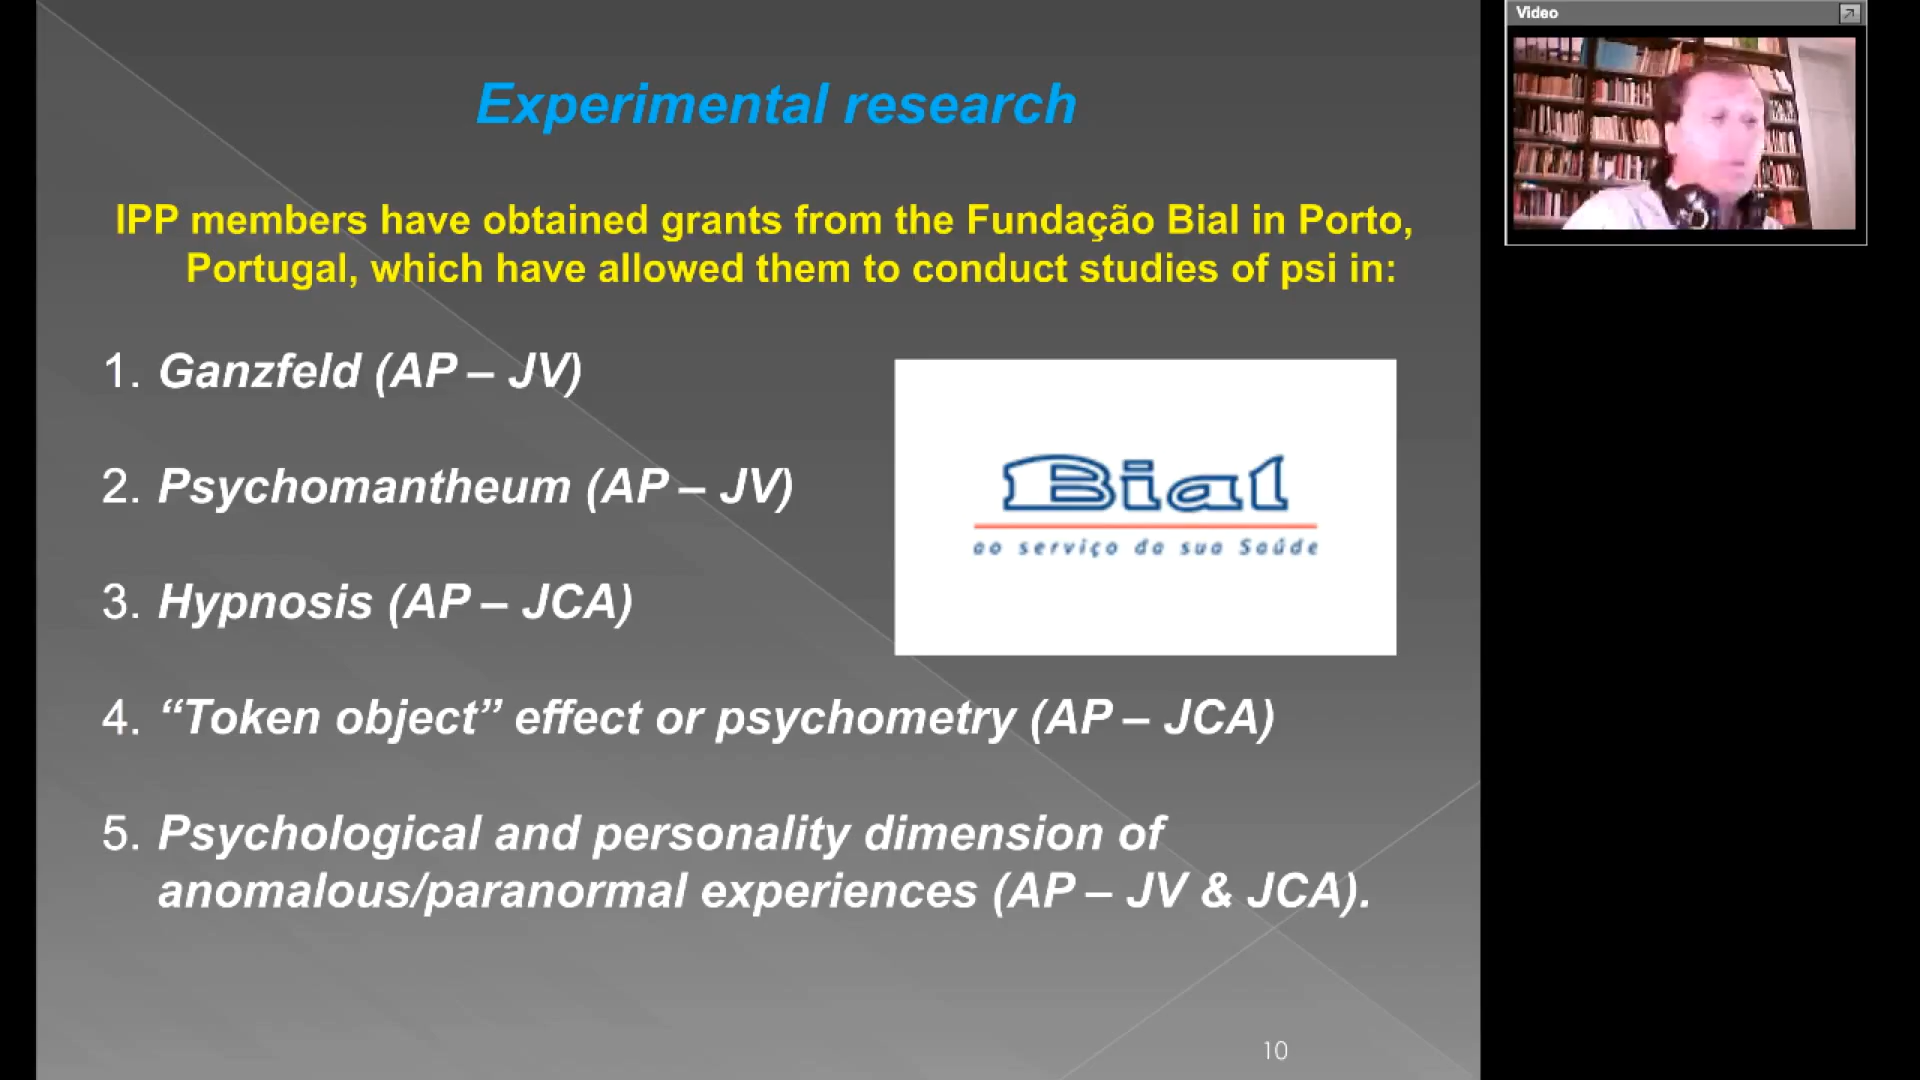 Experimental research
IPP members have obtained grants from the Fundação Bial in Porto,
Portugal, which have allowed them to conduct studies of psi in:
1. Ganzfeld (AP – JV)
2. Psychomantheum (AP – JV)
3. Hypnosis (AP – JCA)
4. “Token object” effect or psychometry (AP – JCA)
5. Psychological and personality dimension of
anomalous/paranormal experiences (AP – JV & JCA).
Bial
ao serviço da sua Saúde
10
Video